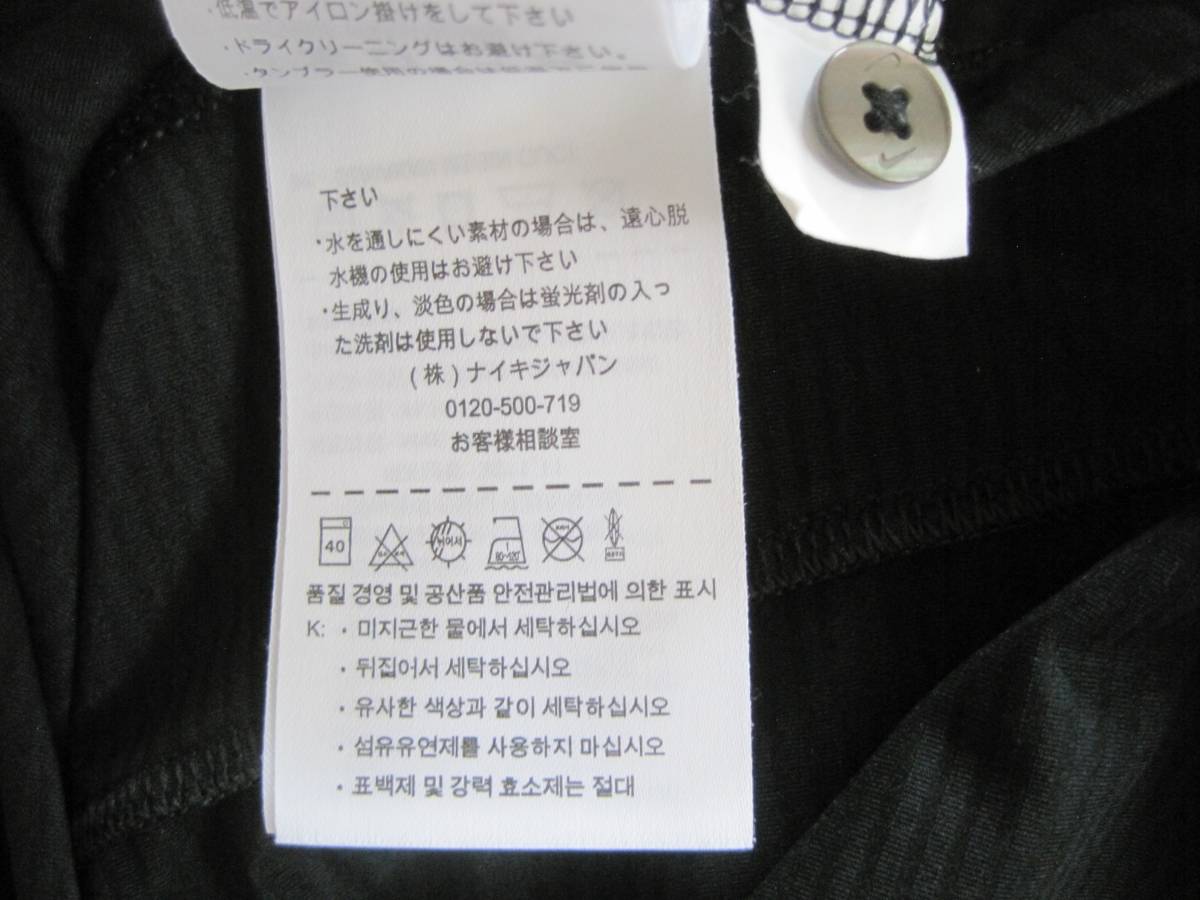 低温でアイロン掛けをして下さい
・ドライクリーニングはお避け下さい。
下さい
・水を通しにくい素材の場合は、遠心脱
水機の使用はお避け下さい
・生成り、淡色の場合は蛍光剤の入っ
た洗剤は使用しないで下さい
(株)ナイキジャパン
0120-500-719
お客様相談室
40
80~120˚
품질 경영 및 공산품 안전관리법에 의한 표시
K: · 미지근한 물에서 세탁하십시오
· 뒤집어서 세탁하십시오
· 유사한 색상과 같이 세탁하십시오
· 섬유유연제를 사용하지 마십시오
· 표백제 및 강력 효소제는 절대